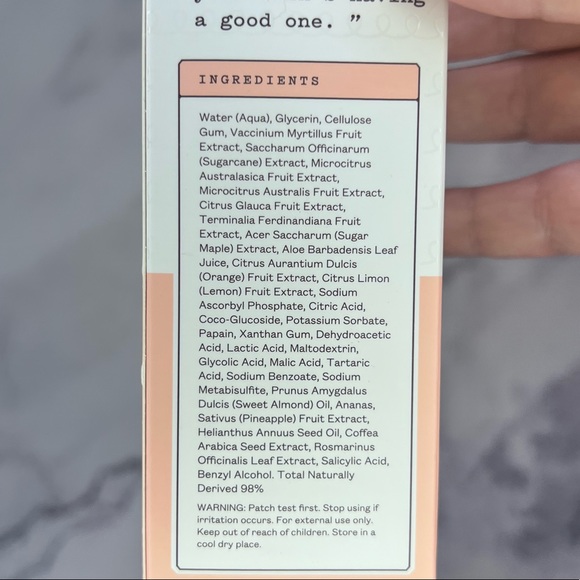 a good one. ”
INGREDIENTS
Water (Aqua), Glycerin, Cellulose
Gum, Vaccinium Myrtillus Fruit
Extract, Saccharum Officinarum
(Sugarcane) Extract, Microcitrus
Australasica Fruit Extract,
Microcitrus Australis Fruit Extract,
Citrus Glauca Fruit Extract,
Terminalia Ferdinandiana Fruit
Extract, Acer Saccharum (Sugar
Maple) Extract, Aloe Barbadensis Leaf
Juice, Citrus Aurantium Dulcis
(Orange) Fruit Extract, Citrus Limon
(Lemon) Fruit Extract, Sodium
Ascorbyl Phosphate, Citric Acid,
Coco-Glucoside, Potassium Sorbate,
Papain, Xanthan Gum, Dehydroacetic
Acid, Lactic Acid, Maltodextrin,
Glycolic Acid, Malic Acid, Tartaric
Acid, Sodium Benzoate, Sodium
Metabisulfite, Prunus Amygdalus
Dulcis (Sweet Almond) Oil, Ananas,
Sativus (Pineapple) Fruit Extract,
Helianthus Annuus Seed Oil, Coffea
Arabica Seed Extract, Rosmarinus
Officinalis Leaf Extract, Salicylic Acid,
Benzyl Alcohol. Total Naturally
Derived 98%
WARNING: Patch test first. Stop using if
irritation occurs. For external use only.
Keep out of reach of children. Store in a
cool dry place.